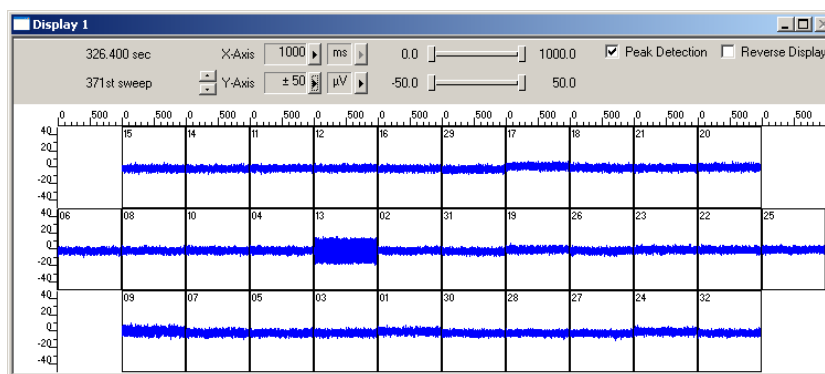 Display 1
326.400 sec X-Axis 1000 ms 0.0 1000.0 Peak Detection Reverse Display
371st sweep Y-Axis ± 50 µV -50.0 50.0
0 500 0 500 0 500 0 500 0 500 0 500 0 500 0 500 0 500 0 500 0 500 0 500
40 15 14 11 12 16 29 17 18 21 20
20
0
-20
-40
40 06 08 10 04 13 02 31 19 26 23 22 25
20
0
-20
-40
40 09 07 05 03 01 30 28 27 24 32
20
0
-20
-40